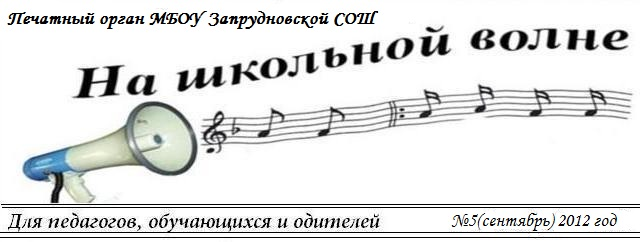 Печатный орган МБОУ Запрудновской СОШ
На школьной волне
Для педагогов, обучающихся и одителей
№5(сентябрь) 2012 год